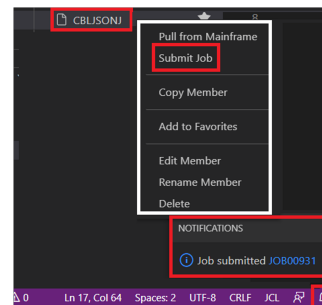 CBLJSONJ
8
Pull from Mainframe
Submit Job
Copy Member
Add to Favorites
Edit Member
Rename Member
Delete
NOTIFICATIONS
Job submitted JOB00931
0 Ln 17, Col 64 Spaces: 2 UTF-8 CRLF JCL